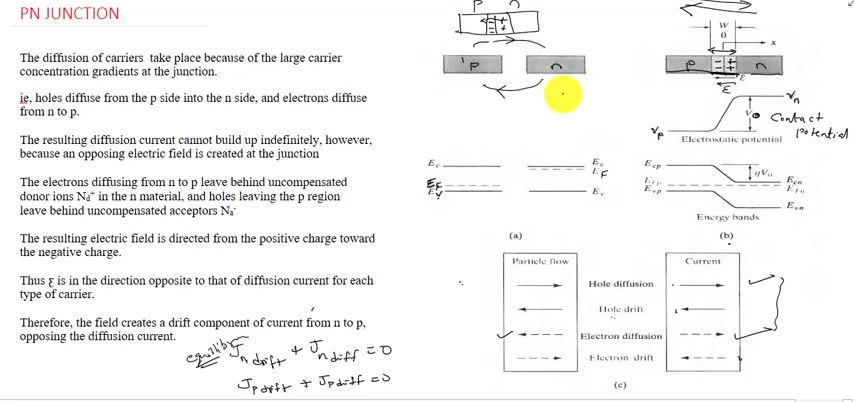 PN JUNCTION
The diffusion of carriers take place because of the large carrier
concentration gradients at the junction.
ie, holes diffuse from the p side into the n side, and electrons diffuse
from n to p.
The resulting diffusion current cannot build up indefinitely, however,
because an opposing electric field is created at the junction
The electrons diffusing from n to p leave behind uncompensated
donor ions Nd+ in the n material, and holes leaving the p region
leave behind uncompensated acceptors Na-
The resulting electric field is directed from the positive charge toward
the negative charge.
Thus ƹ is in the direction opposite to that of diffusion current for each
type of carrier.
Therefore, the field creates a drift component of current from n to p,
opposing the diffusion current.
equilibrium
Jn drift + Jn diff = 0
Jp drift + Jp diff = 0
p n
p
n
W
0
x
p
n
ε
Vn
V0
Contact
Potential
Vp
Electrostatic potential
Ec
EF
Ev
Ec
EF
Ev
Ecp
qV0
Ecn
EFp
EFn
Evp
Evn
Energy bands
(a)
(b)
Particle flow
Current
Hole diffusion
Hole drift
Electron diffusion
Electron drift
(c)